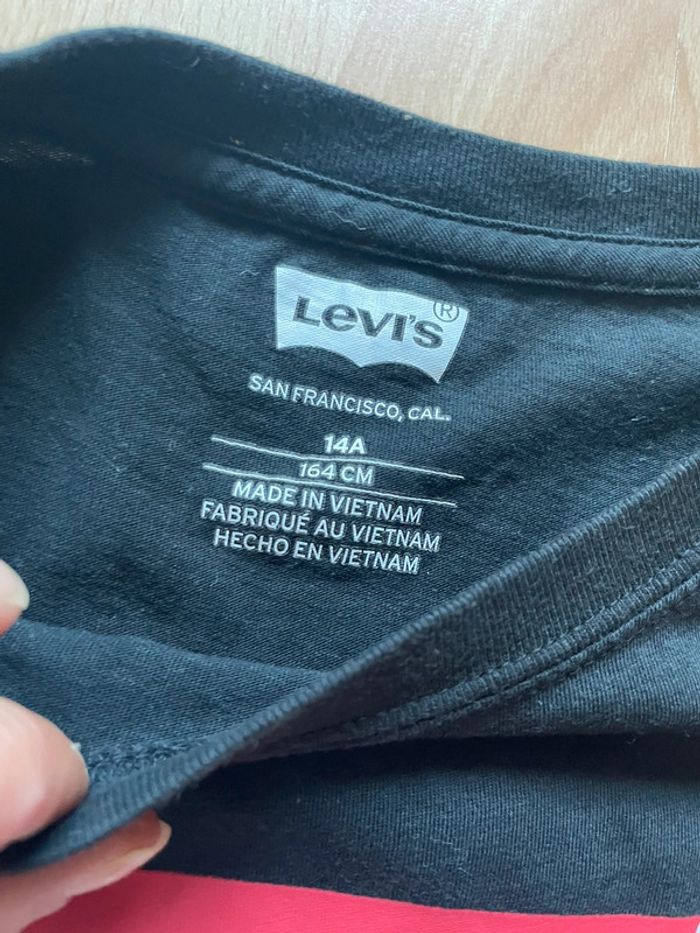 Levi's®
SAN FRANCISCO, CAL.
14A
164 CM
MADE IN VIETNAM
FABRIQUÉ AU VIETNAM
HECHO EN VIETNAM